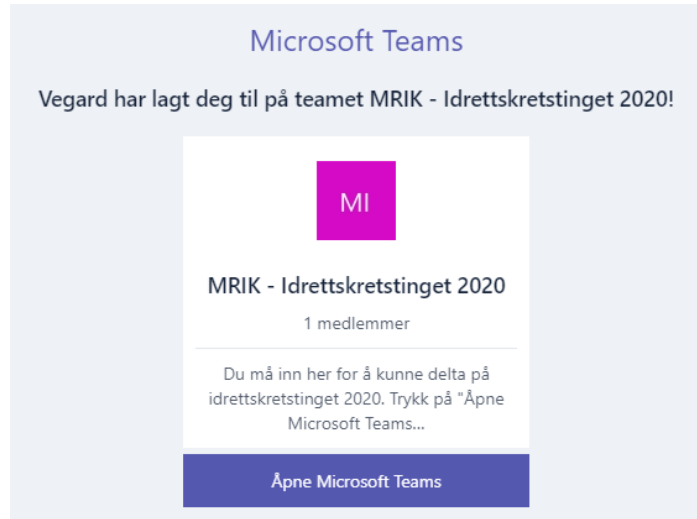 Microsoft Teams
Vegard har lagt deg til på teamet MRIK - Idrettskretstinget 2020!
MI
MRIK - Idrettskretstinget 2020
1 medlemmer
Du må inn her for å kunne delta på
idrettskretstinget 2020. Trykk på "Åpne
Microsoft Teams...
Åpne Microsoft Teams